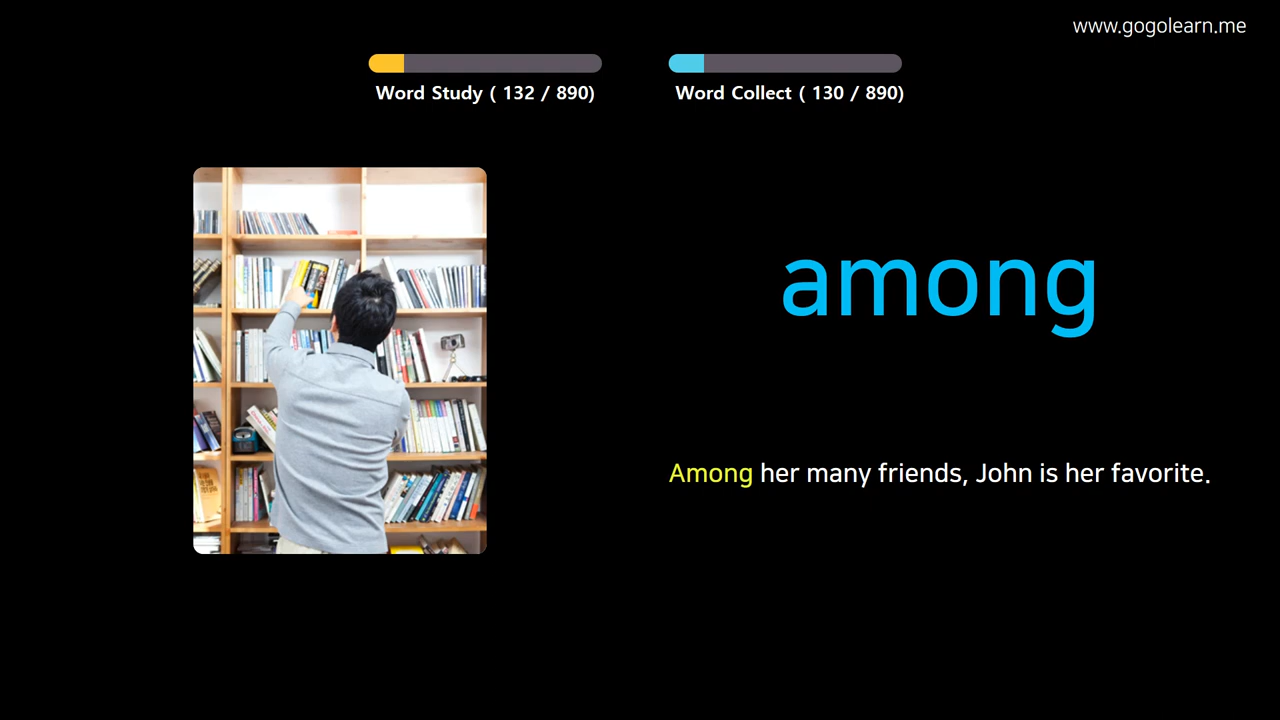 www.gogolearn.me
Word Study ( 132 / 890)
Word Collect ( 130 / 890)
among
Among her many friends, John is her favorite.